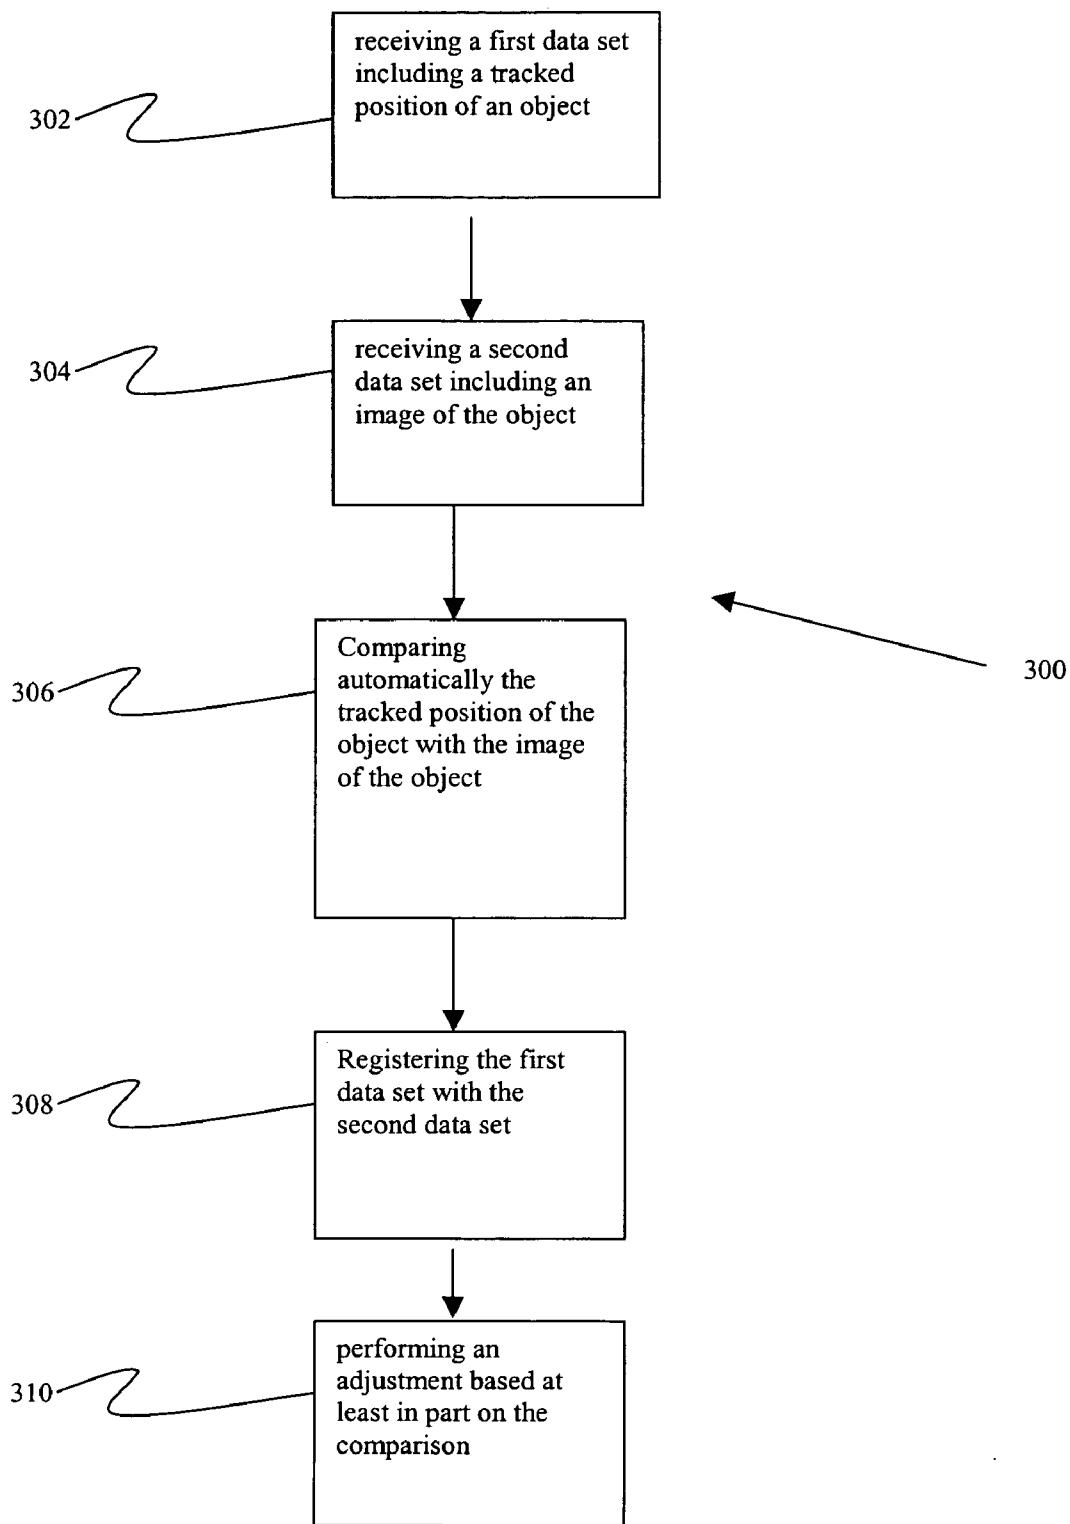 receiving a first data set
including a tracked
position of an object
302
receiving a second
data set including an
image of the object
304
Comparing
automatically the
tracked position of the
object with the image
of the object
306
300
Registering the first
data set with the
second data set
308
performing an
adjustment based at
least in part on the
comparison
310